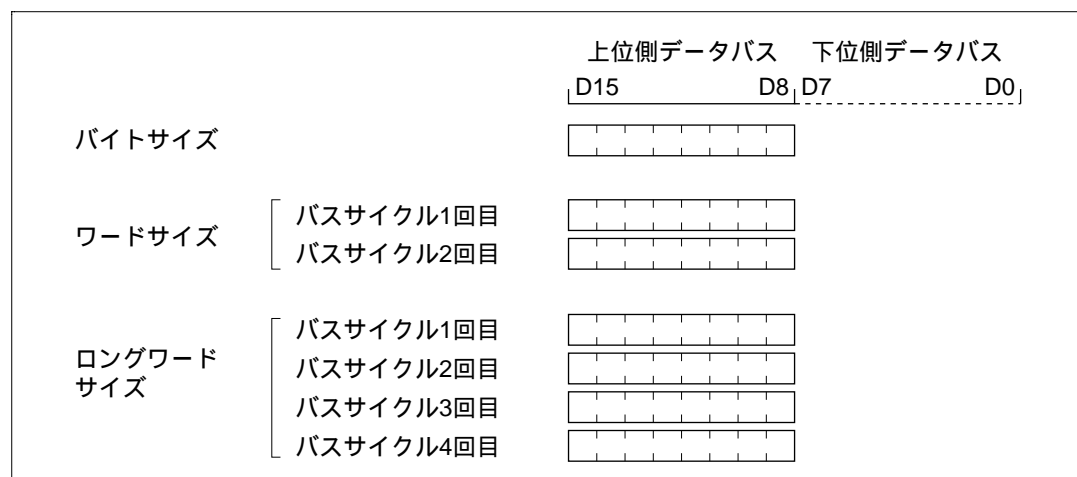 上位側データバス 下位側データバス
D15 D8 D7 D0
バイトサイズ
ワードサイズ
バスサイクル1回目
バスサイクル2回目
ロングワード
サイズ
バスサイクル1回目
バスサイクル2回目
バスサイクル3回目
バスサイクル4回目